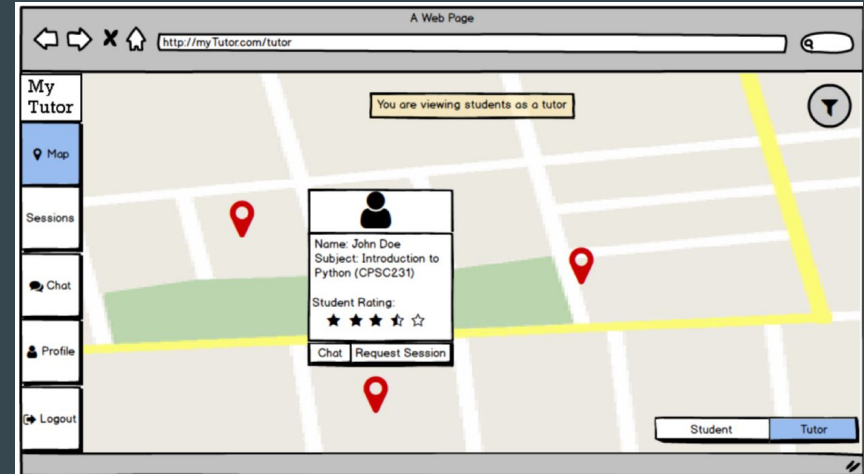 A Web Page
http://myTutor.com/tutor
My
Tutor
You are viewing students as a tutor
Map
Sessions
Name: John Doe
Subject: Introduction to
Python (CPSC231)
Chat
Student Rating:
Profile
Chat Request Session
Logout
Student Tutor